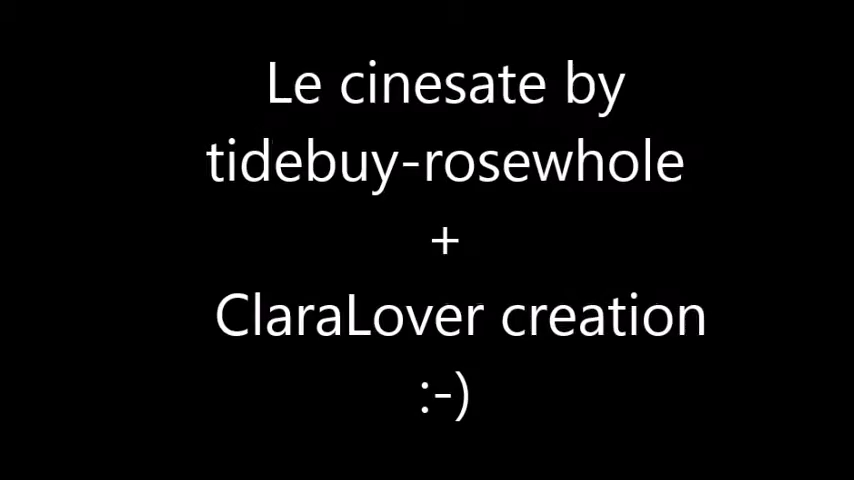 Le cinesate by
tidebuy-rosewhole
+
ClaraLover creation
:-)